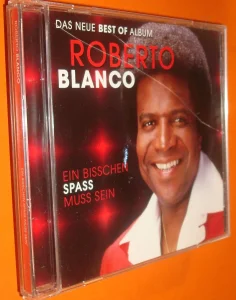 DAS NEUE BEST OF ALBUM
ROBERTO
BLANCO
EIN BISSCHEN
SPASS
MUSS SEIN